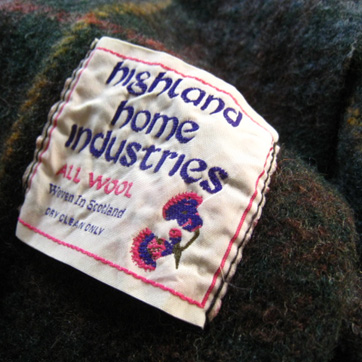 highland
home
industries
ALL WOOL
Woven In Scotland
DRY CLEAN ONLY